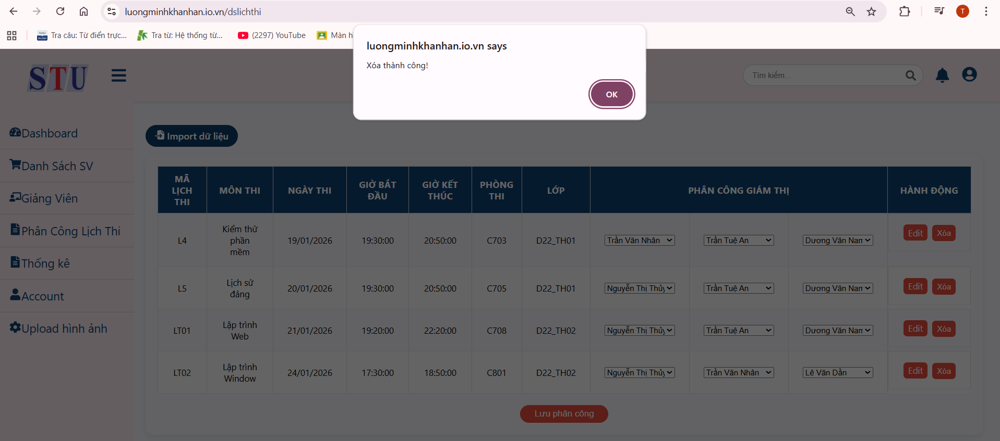 luongminhkhanhan.io.vn/dslichthi
T
Tra câu: Từ điển trực...
Tra từ: Hệ thống từ...
(2297) YouTube
Màn h
luongminhkhanhan.io.vn says
Xóa thành công!
OK
STU
Tìm kiếm...
Dashboard
Danh Sách SV
Giảng Viên
Phân Công Lịch Thi
Thống kê
Account
Upload hình ảnh
Import dữ liệu
MÃ LỊCH THI MÔN THI NGÀY THI GIỜ BẮT ĐẦU GIỜ KẾT THÚC PHÒNG THI LỚP PHÂN CÔNG GIÁM THỊ HÀNH ĐỘNG
L4 Kiểm thử phần mềm 19/01/2026 19:30:00 20:50:00 C703 D22_TH01 Trần Văn Nhân Trần Tuệ An Dương Văn Nam Edit Xóa
L5 Lịch sử đảng 20/01/2026 19:30:00 20:50:00 C705 D22_TH01 Nguyễn Thị Thủy Trần Tuệ An Dương Văn Nam Edit Xóa
LT01 Lập trình Web 21/01/2026 19:20:00 22:20:00 C708 D22_TH02 Nguyễn Thị Thủy Trần Tuệ An Dương Văn Nam Edit Xóa
LT02 Lập trình Window 24/01/2026 17:30:00 18:50:00 C801 D22_TH02 Nguyễn Thị Thủy Trần Văn Nhân Lê Văn Dần Edit Xóa
Lưu phân công